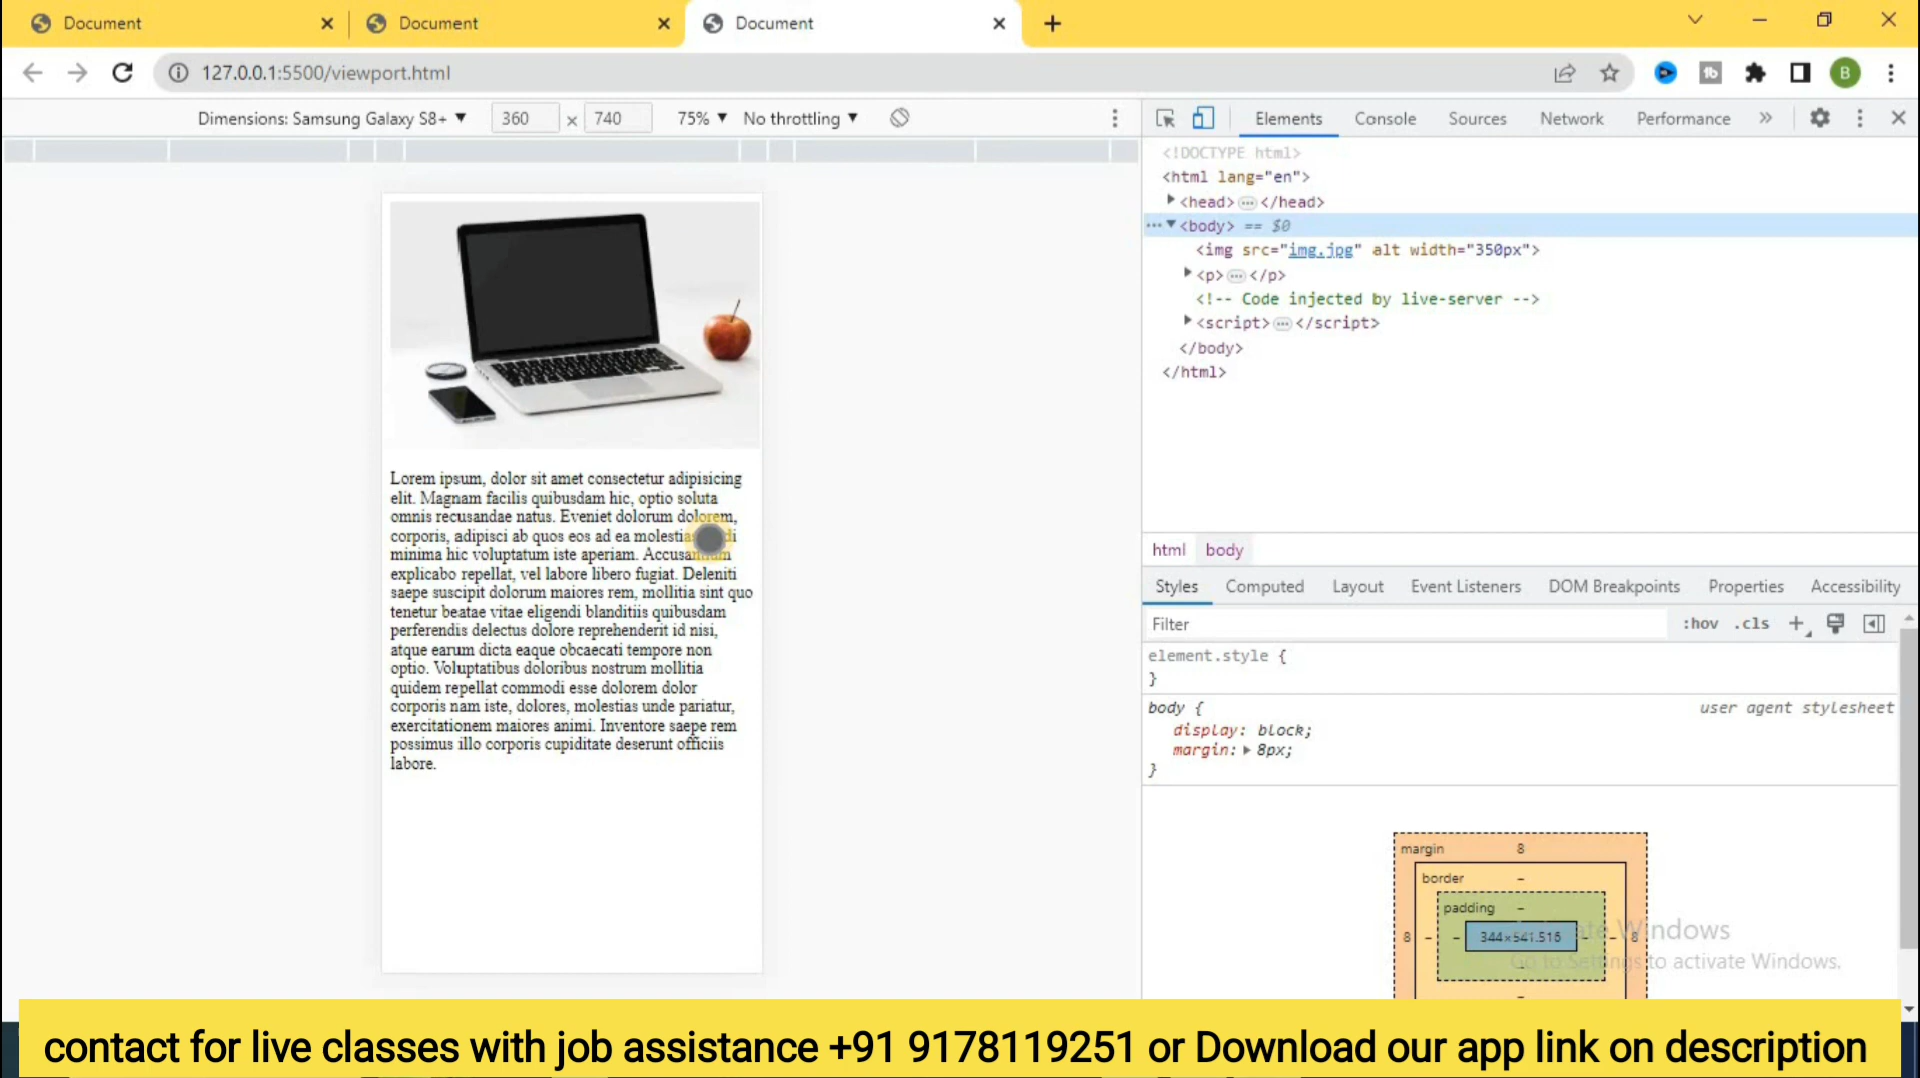 Document
Document
Document
127.0.0.1:5500/viewport.html
B
Dimensions: Samsung Galaxy S8+ ▼ 360 × 740 75% ▼ No throttling ▼
Elements Console Sources Network Performance »
<!DOCTYPE html>
<html lang="en">
<head> ⋯ </head>
⋯ <body> == $0
<img src="img.jpg" alt width="350px">
<p> ⋯ </p>
<!-- Code injected by live-server -->
<script> ⋯ </script>
</body>
</html>
Lorem ipsum, dolor sit amet consectetur adipisicing
elit. Magnam facilis quibusdam hic, optio soluta
omnis recusandae natus. Eveniet dolorum dolorem,
corporis, adipisci ab quos eos ad ea
minima hic voluptatum iste aperiam.
explicabo repellat, vel labore libero fugiat. Deleniti
saepe suscipit dolorum maiores rem, mollitia sint quo
tenetur beatae vitae eligendi blanditiis quibusdam
perferendis delectus dolore reprehenderit id nisi,
atque earum dicta eaque obcaecati tempore non
optio. Voluptatibus doloribus nostrum mollitia
quidem repellat commodi esse dolorem dolor
corporis nam iste, dolores, molestias unde pariatur,
exercitationem maiores animi. Inventore saepe rem
possimus illo corporis cupiditate deserunt officiis
labore.
html body
Styles Computed Layout Event Listeners DOM Breakpoints Properties Accessibility
Filter :hov .cls +
element.style {
}
body { user agent stylesheet
display: block;
margin: 8px;
}
margin 8
border –
padding –
8 – – 344×541.516 – – 8
–
–
Windows
Go to Settings to activate Windows.
contact for live classes with job assistance +91 9178119251 or Download our app link on description